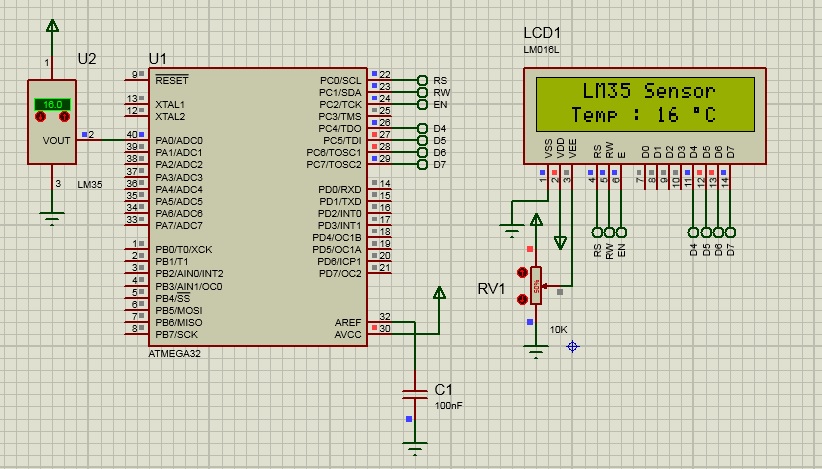 LCD1
LM016L
LM35 Sensor
Temp : 16 °C
VSS VDD VEE RS RW E D0 D1 D2 D3 D4 D5 D6 D7
1 2 3 4 5 6 7 8 9 10 11 12 13 14
RS RW EN D4 D5 D6 D7
U2
1
16.0
VOUT 2
3
LM35
U1
9 RESET
13 XTAL1
12 XTAL2
40 PA0/ADC0
39 PA1/ADC1
38 PA2/ADC2
37 PA3/ADC3
36 PA4/ADC4
35 PA5/ADC5
34 PA6/ADC6
33 PA7/ADC7
1 PB0/T0/XCK
2 PB1/T1
3 PB2/AIN0/INT2
4 PB3/AIN1/OC0
5 PB4/SS
6 PB5/MOSI
7 PB6/MISO
8 PB7/SCK
PC0/SCL 22 RS
PC1/SDA 23 RW
PC2/TCK 24 EN
PC3/TMS 25
PC4/TDO 26 D4
PC5/TDI 27 D5
PC6/TOSC1 28 D6
PC7/TOSC2 29 D7
PD0/RXD 14
PD1/TXD 15
PD2/INT0 16
PD3/INT1 17
PD4/OC1B 18
PD5/OC1A 19
PD6/ICP1 20
PD7/OC2 21
AREF 32
AVCC 30
ATMEGA32
C1
100nF
RV1
50%
10K